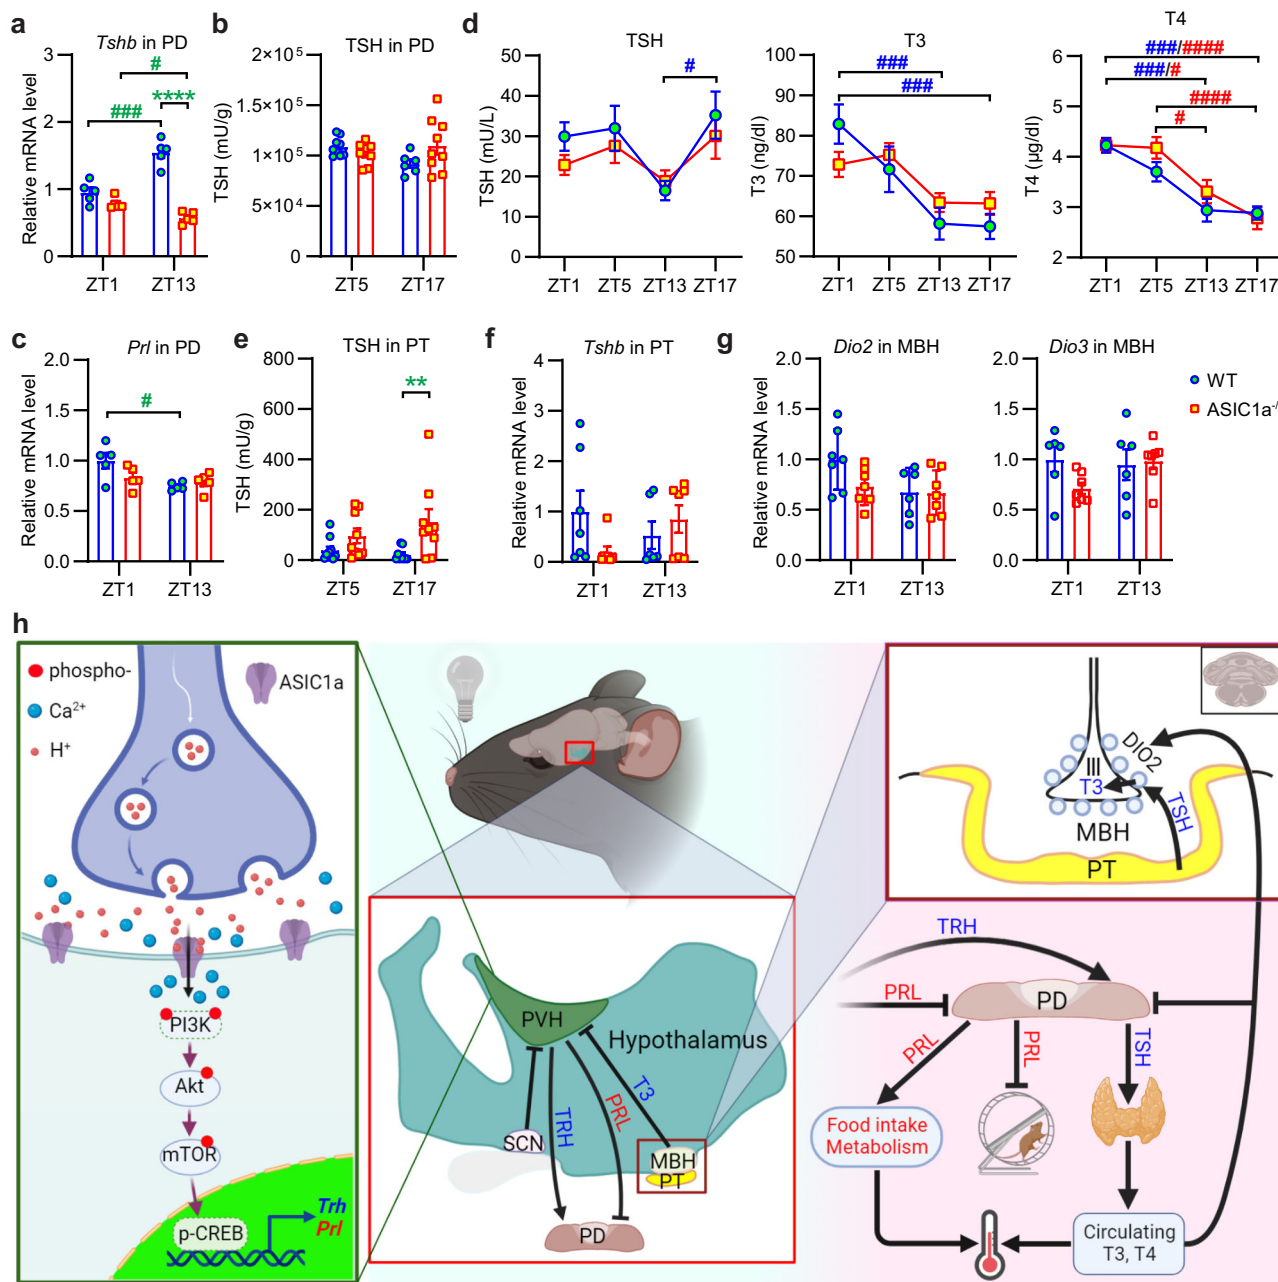 a
Tshb in PD
Relative mRNA level
3
2
1
0
#
****
###
ZT1
ZT13
b
TSH in PD
TSH (mU/g)
2×10⁵
1.5×10⁵
1×10⁵
5×10⁴
0
ZT5
ZT17
d
TSH
TSH (mU/L)
50
40
30
20
10
0
#
ZT1
ZT5
ZT13
ZT17
T3
T3 (ng/dl)
100
90
80
70
60
50
###
###
ZT1
ZT5
ZT13
ZT17
T4
T4 (µg/dl)
6
5
4
3
2
###/####
###/#
####
#
ZT1
ZT5
ZT13
ZT17
c
Prl in PD
Relative mRNA level
2.0
1.5
1.0
0.5
0.0
#
ZT1
ZT13
e
TSH in PT
TSH (mU/g)
800
600
400
200
0
**
ZT5
ZT17
f
Tshb in PT
Relative mRNA level
4
3
2
1
0
ZT1
ZT13
g
Dio2 in MBH
Relative mRNA level
2.0
1.5
1.0
0.5
0.0
ZT1
ZT13
Dio3 in MBH
2.0
1.5
1.0
0.5
0.0
ZT1
ZT13
WT
ASIC1a⁻/
h
phospho-
Ca²⁺
H⁺
ASIC1a
PI3K
Akt
mTOR
p-CREB
Trh
Prl
PVH
Hypothalamus
SCN
TRH
PRL
T3
MBH
PT
PD
III
T3
DIO2
TSH
MBH
PT
TRH
PRL
PD
PRL
PRL
TSH
Food intake
Metabolism
Circulating
T3, T4